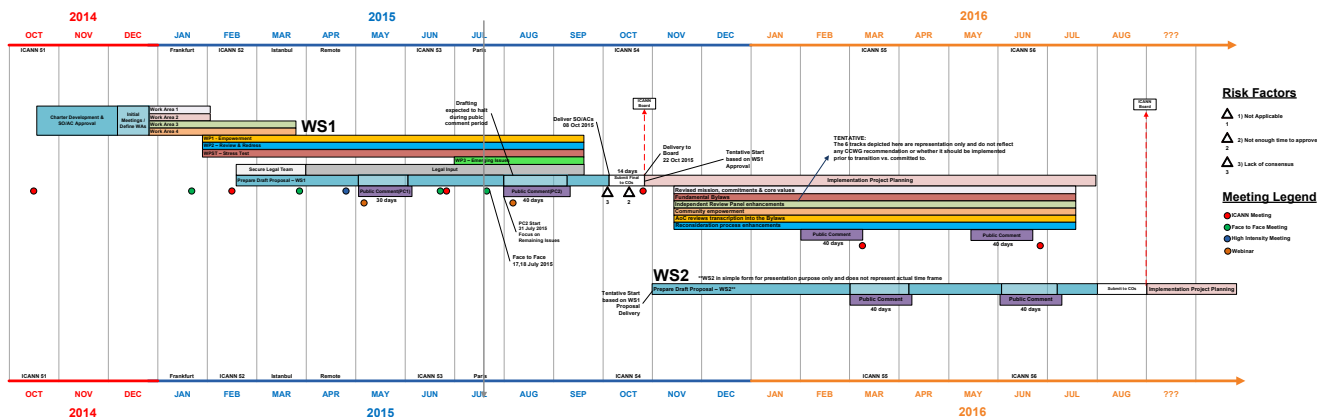 2014 2015 2016
OCT NOV DEC JAN FEB MAR APR MAY JUN JUL AUG SEP OCT NOV DEC JAN FEB MAR APR MAY JUN JUL AUG ???
ICANN 51 Frankfurt ICANN 52 Istanbul Remote ICANN 53 Paris ICANN 54 ICANN 55 ICANN 56
Charter Development &
SO/AC Approval
Initial
Meetings /
Define WAs
Work Area 1
Work Area 2
Work Area 3
Work Area 4
WS1
WP1 - Empowerment
WP2 – Review & Redress
WPST – Stress Test
WP3 – Emerging Issues
Secure Legal Team
Legal Input
Prepare Draft Proposal – WS1
Public Comment(PC1)
30 days
Public Comment(PC2)
40 days
Drafting
expected to halt
during pubic
comment period
Deliver SO/ACs
08 Oct 2015
ICANN
Board
Delivery to
Board
22 Oct 2015
14 days
Submit Final
to COs
3
2
Tentative Start
based on WS1
Approval
PC2 Start
31 July 2015
Focus on
Remaining Issues
Face to Face
17,18 July 2015
TENTATIVE:
The 6 tracks depicted here are representation only and do not reflect
any CCWG recommendation or whether it should be implemented
prior to transition vs. committed to.
Implementation Project Planning
Revised mission, commitments & core values
Fundamental Bylaws
Independent Review Panel enhancements
Community empowerment
AoC reviews transcription into the Bylaws
Reconsideration process enhancements
Public Comment
40 days
Public Comment
40 days
WS2
**WS2 in simple form for presentation purpose only and does not represent actual time frame
Tentative Start
based on WS1
Proposal
Delivery
Prepare Draft Proposal – WS2**
Public Comment
40 days
Public Comment
40 days
Submit to COs
ICANN
Board
Implementation Project Planning
Risk Factors
1) Not Applicable
1
2) Not enough time to approve
2
3) Lack of consensus
3
Meeting Legend
ICANN Meeting
Face to Face Meeting
High Intensity Meeting
Webinar
ICANN 51 Frankfurt ICANN 52 Istanbul Remote ICANN 53 Paris ICANN 54 ICANN 55 ICANN 56
OCT NOV DEC JAN FEB MAR APR MAY JUN JUL AUG SEP OCT NOV DEC JAN FEB MAR APR MAY JUN JUL AUG ???
2014 2015 2016